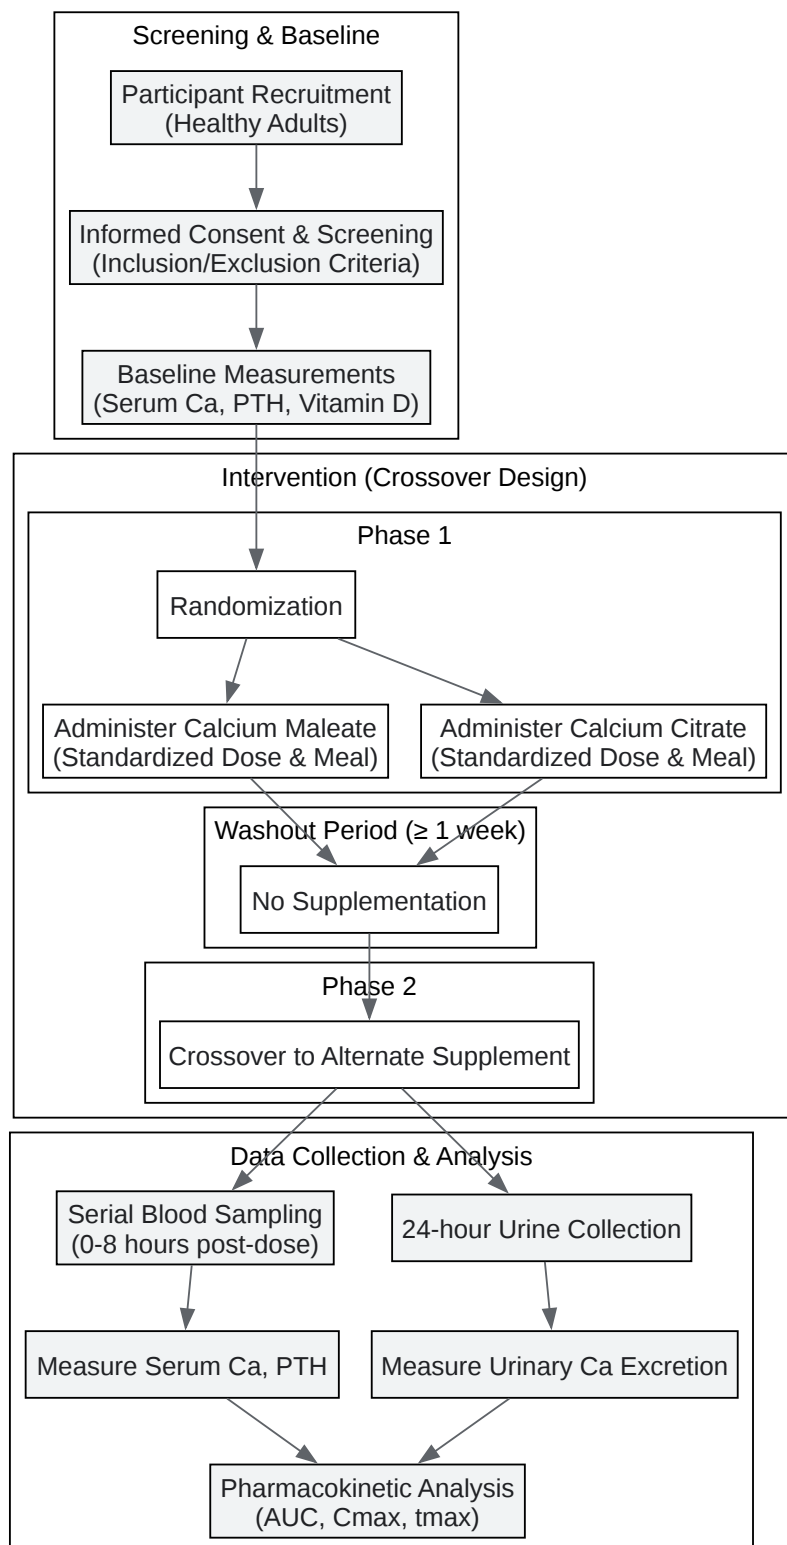 Screening & Baseline
Participant Recruitment
(Healthy Adults)
Informed Consent & Screening
(Inclusion/Exclusion Criteria)
Baseline Measurements
(Serum Ca, PTH, Vitamin D)
Intervention (Crossover Design)
Phase 1
Randomization
Administer Calcium Maleate
(Standardized Dose & Meal)
Administer Calcium Citrate
(Standardized Dose & Meal)
Washout Period (≥ 1 week)
No Supplementation
Phase 2
Crossover to Alternate Supplement
Data Collection & Analysis
Serial Blood Sampling
(0-8 hours post-dose)
24-hour Urine Collection
Measure Serum Ca, PTH
Measure Urinary Ca Excretion
Pharmacokinetic Analysis
(AUC, Cmax, tmax)